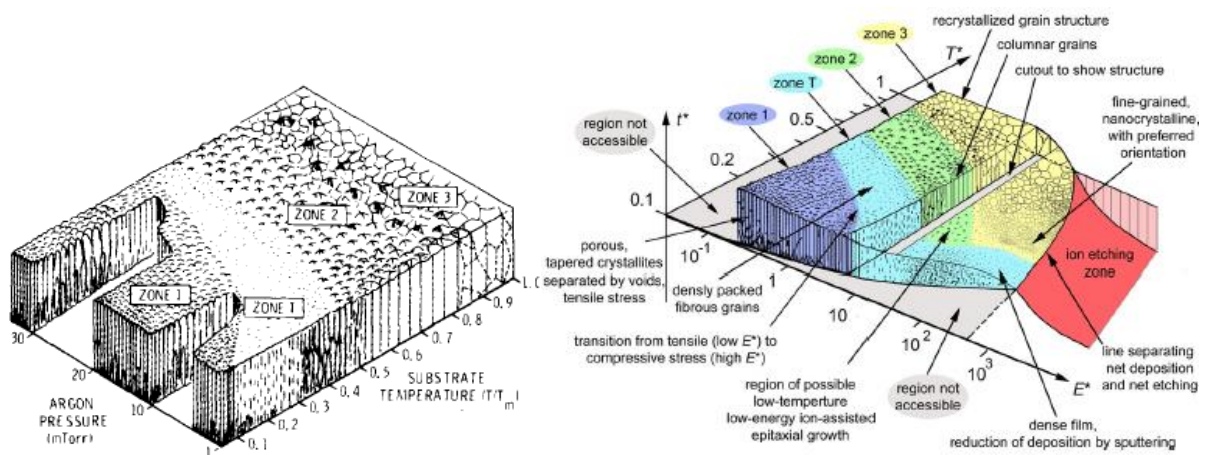 ZONE 3
ZONE 2
ZONE 1
ZONE T
30
20
10
1
ARGON
PRESSURE
(mTorr)
0.1
0.2
0.3
0.4
0.5
0.6
0.7
0.8
0.9
SUBSTRATE
TEMPERATURE (T/Tm)
recrystallized grain structure
columnar grains
cutout to show structure
zone 3
zone 2
zone T
zone 1
T*
t*
region not
accessible
fine-grained,
nanocrystalline,
with preferred
orientation
1
0.5
0.2
0.1
10⁻¹
1
10
10²
10³
E*
porous,
tapered crystallites
separated by voids,
tensile stress
densly packed
fibrous grains
transition from tensile (low E*) to
compressive stress (high E*)
region of possible
low-temperture
low-energy ion-assisted
epitaxial growth
region not
accessible
ion etching
zone
line separating
net deposition
and net etching
dense film,
reduction of deposition by sputtering